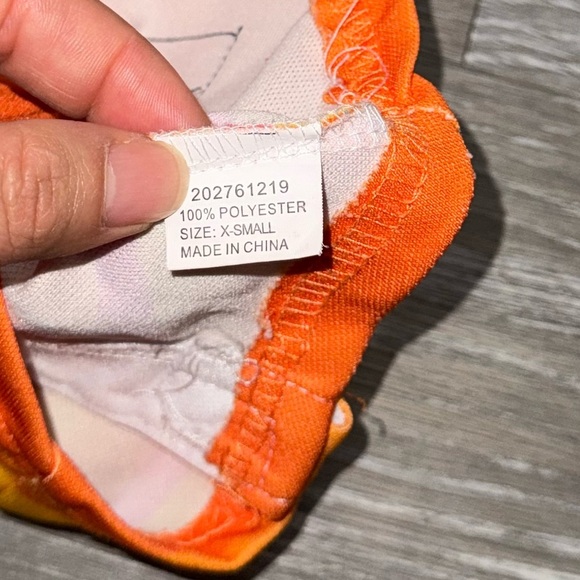 202761219
100% POLYESTER
SIZE: X-SMALL
MADE IN CHINA